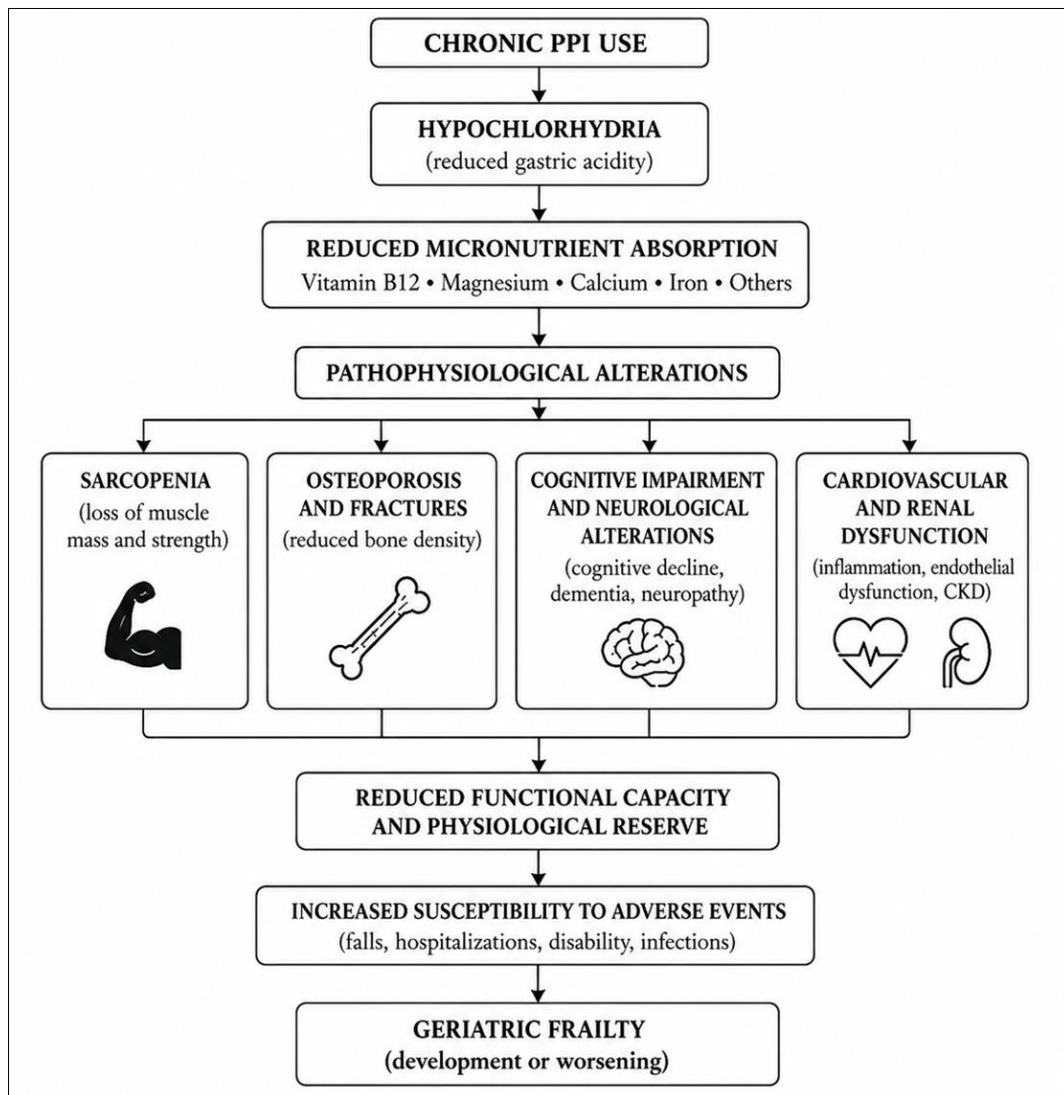 CHRONIC PPI USE
HYPOCHLORHYDRIA
(reduced gastric acidity)
REDUCED MICRONUTRIENT ABSORPTION
Vitamin B12 • Magnesium • Calcium • Iron • Others
PATHOPHYSIOLOGICAL ALTERATIONS
SARCOPENIA
(loss of muscle
mass and strength)
OSTEOPOROSIS
AND FRACTURES
(reduced bone density)
COGNITIVE IMPAIRMENT
AND NEUROLOGICAL
ALTERATIONS
(cognitive decline,
dementia, neuropathy)
CARDIOVASCULAR
AND RENAL
DYSFUNCTION
(inflammation, endothelial
dysfunction, CKD)
REDUCED FUNCTIONAL CAPACITY
AND PHYSIOLOGICAL RESERVE
INCREASED SUSCEPTIBILITY TO ADVERSE EVENTS
(falls, hospitalizations, disability, infections)
GERIATRIC FRAILTY
(development or worsening)